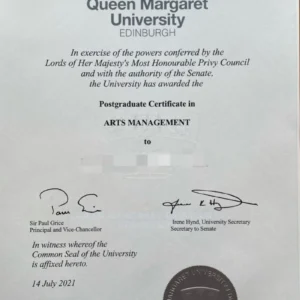 Queen Margaret
University
EDINBURGH
In exercise of the powers conferred by the
Lords of Her Majesty's Most Honourable Privy Council
and with the authority of the Senate,
the University has awarded the
Postgraduate Certificate in
ARTS MANAGEMENT
to
Sir Paul Grice
Principal and Vice-Chancellor
Irene Hynd, University Secretary
Secretary to Senate
In witness whereof the
Common Seal of the University
is affixed hereto.
14 July 2021